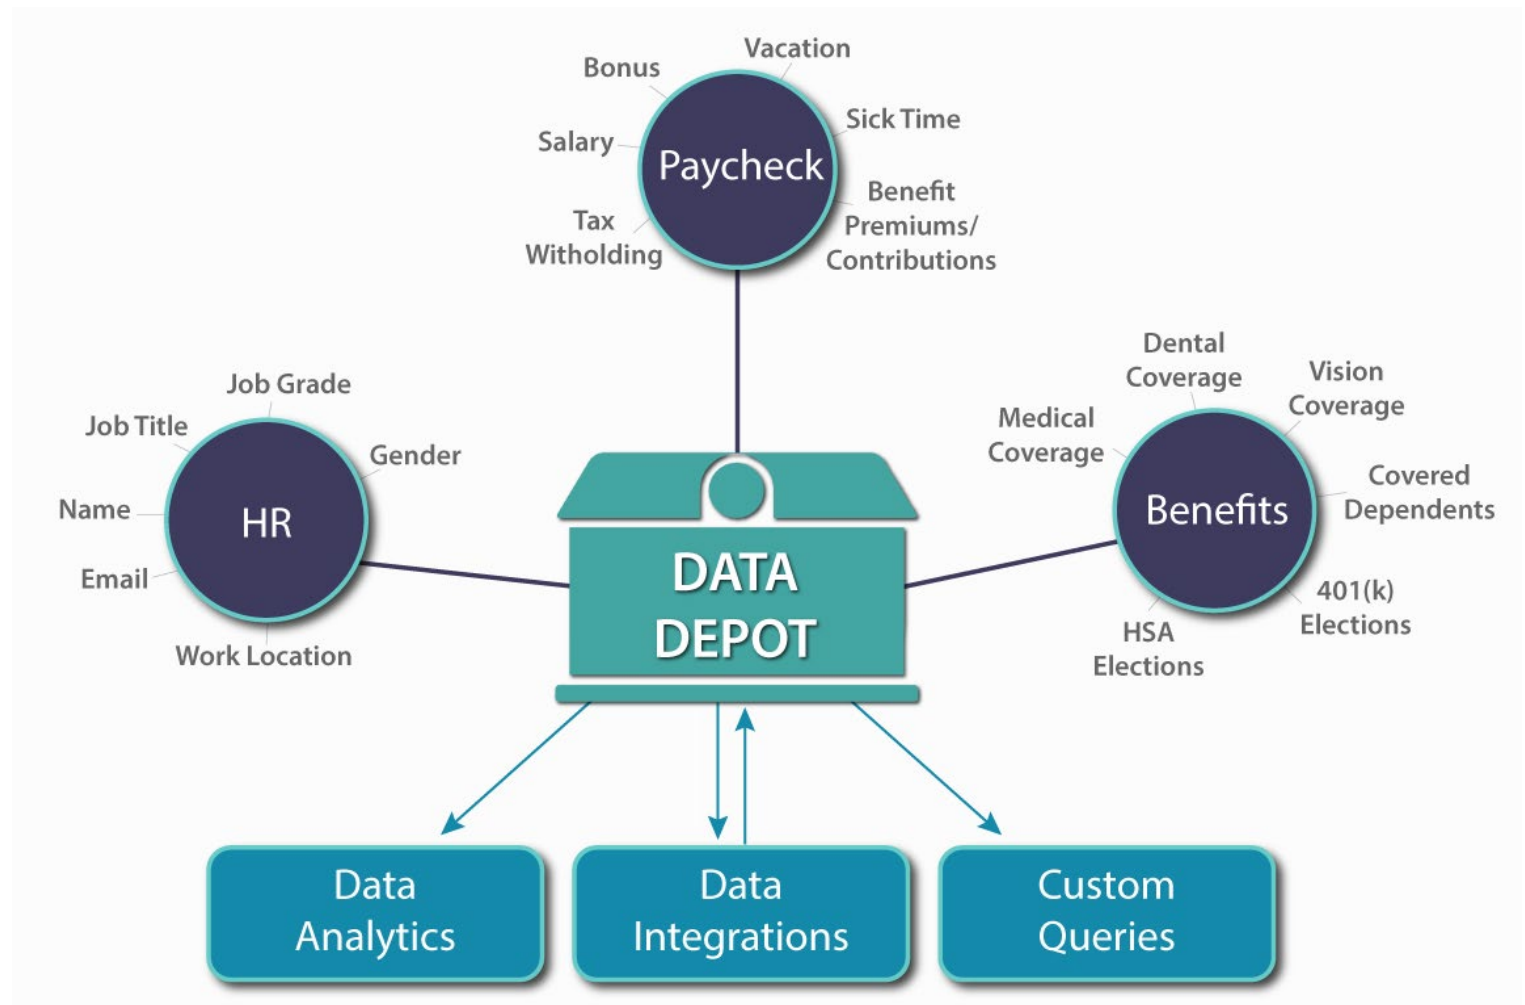 Vacation
Bonus
Sick Time
Salary
Paycheck
Benefit
Premiums/
Contributions
Tax
Witholding
Dental
Coverage
Vision
Coverage
Medical
Coverage
Covered
Dependents
Benefits
401(k)
Elections
HSA
Elections
Job Grade
Job Title
Gender
Name
HR
Email
Work Location
DATA
DEPOT
Data
Analytics
Data
Integrations
Custom
Queries